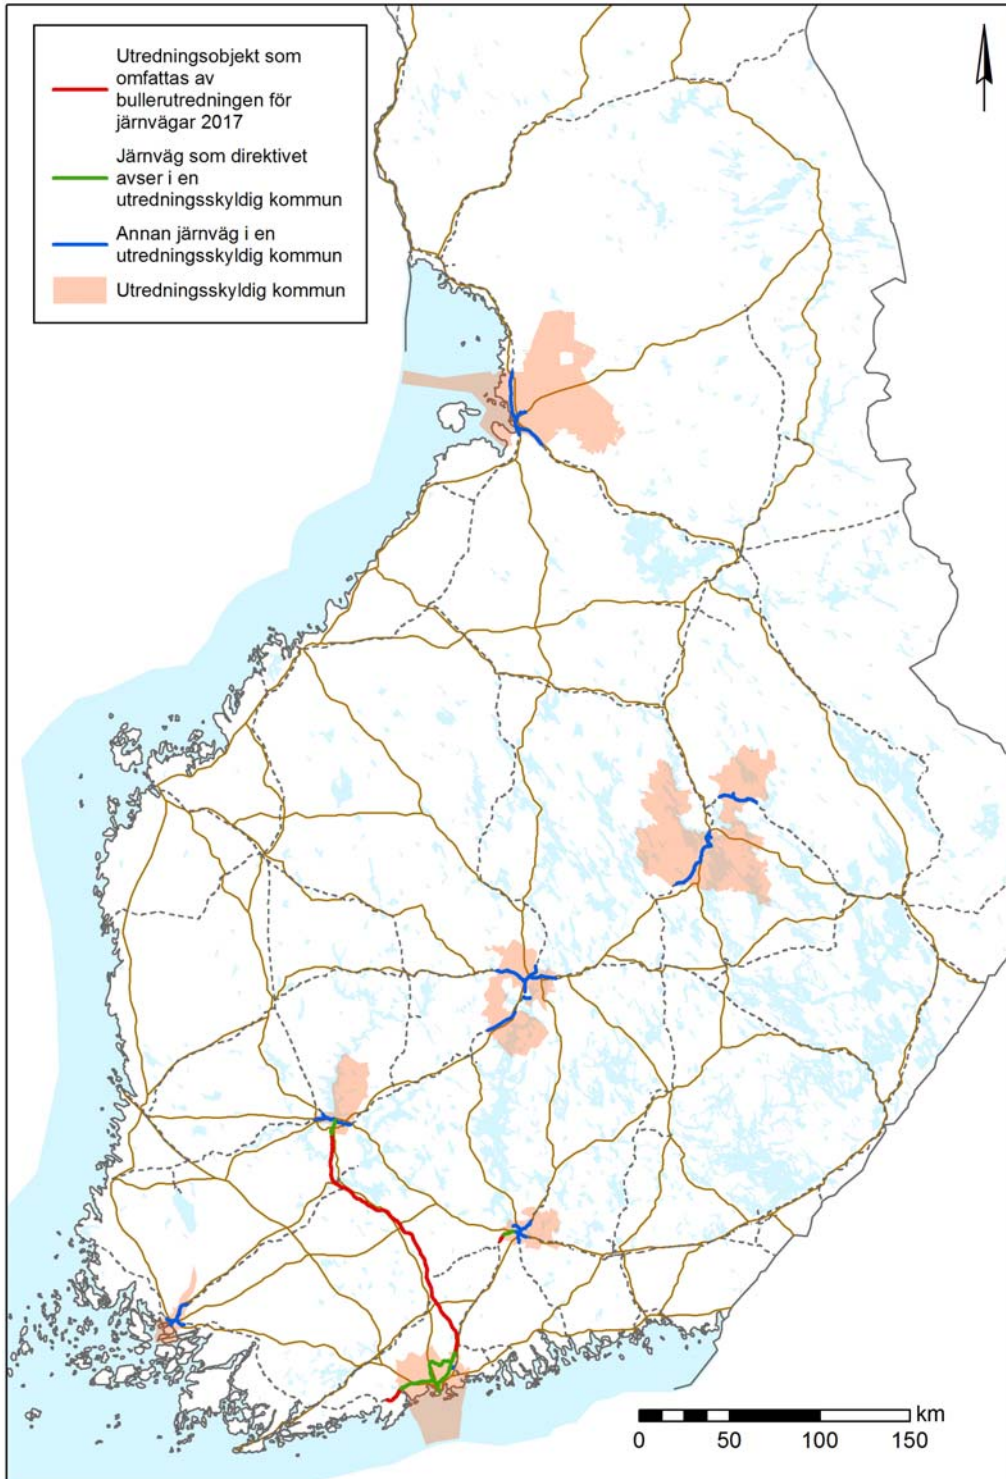 Utredningsobjekt som
omfattas av
bullerutredningen för
järnvägar 2017
Järnväg som direktivet
avser i en
utredningsskyldig kommun
Annan järnväg i en
utredningsskyldig kommun
Utredningsskyldig kommun
km
0 50 100 150